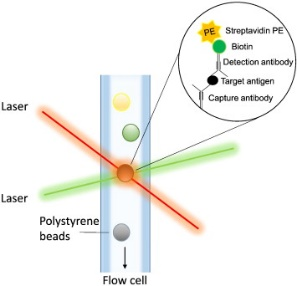 PE
Streptavidin PE
Biotin
Detection antibody
Target antigen
Capture antibody
Laser
Laser
Polystyrene
beads
Flow cell